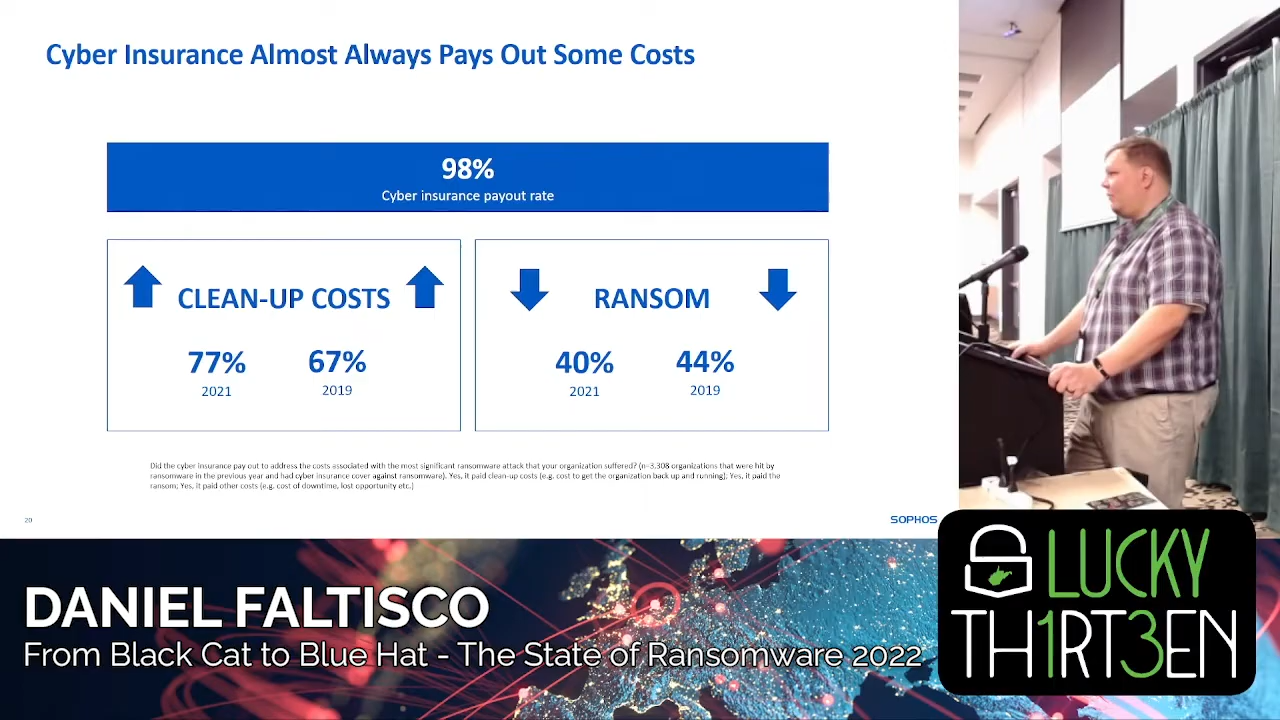 Cyber Insurance Almost Always Pays Out Some Costs
98%
Cyber insurance payout rate
CLEAN-UP COSTS
77%
67%
2021
2019
RANSOM
40%
44%
2021
2019
Did the cyber insurance pay out to address the costs associated with the most significant ransomware attack that your organization suffered? (n=3,308 organizations that were hit by
ransomware in the previous year and had cyber insurance cover against ransomware). Yes, it paid clean-up costs (e.g. cost to get the organization back up and running); Yes, it paid the
ransom; Yes, it paid other costs (e.g. cost of downtime, lost opportunity etc.)
20
SOPHOS
DANIEL FALTISCO
From Black Cat to Blue Hat - The State of Ransomware 2022
LUCKY
TH1RT3EN